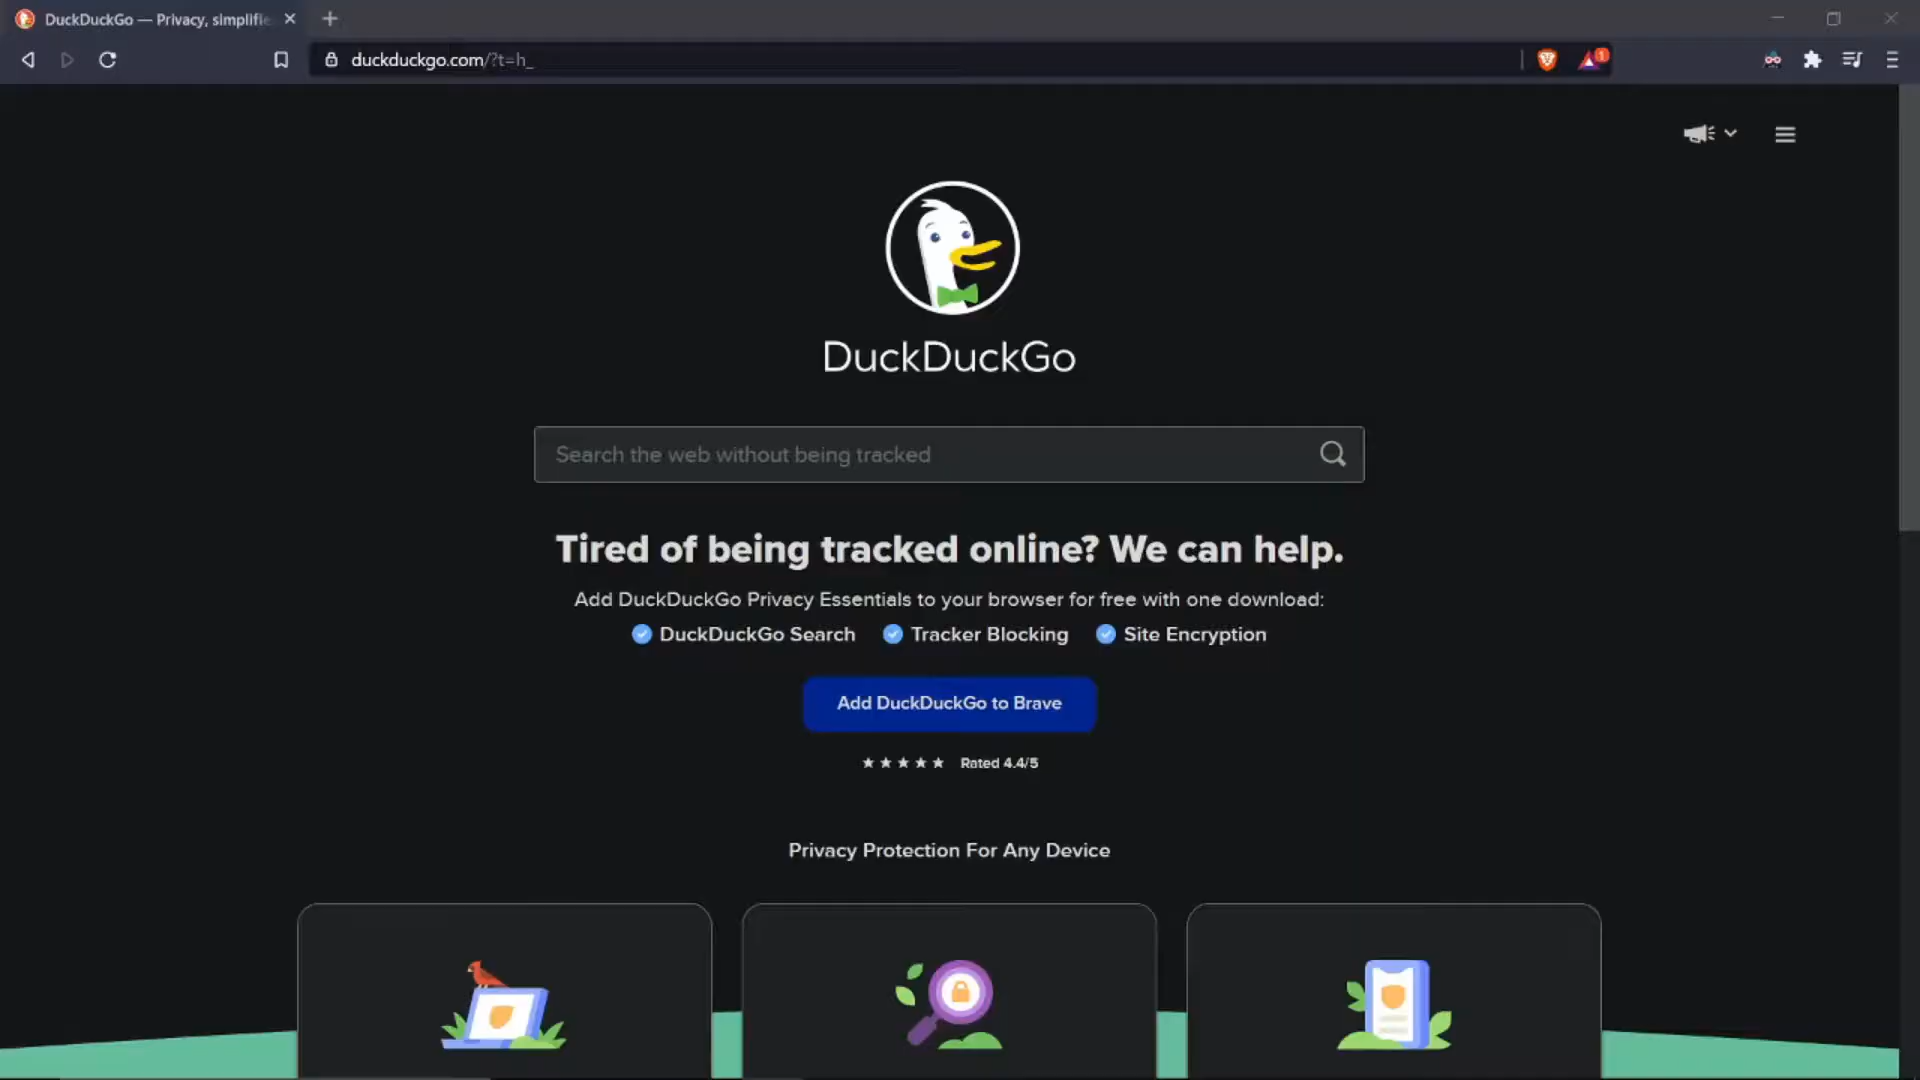 DuckDuckGo — Privacy, simplifie
duckduckgo.com/?t=h_
1
DuckDuckGo
Search the web without being tracked
Tired of being tracked online? We can help.
Add DuckDuckGo Privacy Essentials to your browser for free with one download:
DuckDuckGo Search Tracker Blocking Site Encryption
Add DuckDuckGo to Brave
Rated 4.4/5
Privacy Protection For Any Device